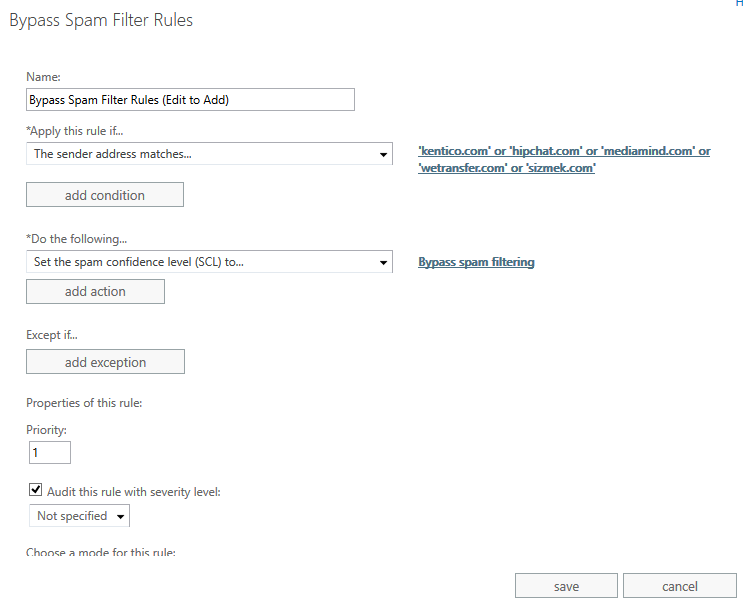 H
Bypass Spam Filter Rules
Name:
Bypass Spam Filter Rules (Edit to Add)
*Apply this rule if...
The sender address matches...
'kentico.com' or 'hipchat.com' or 'mediamind.com' or
'wetransfer.com' or 'sizmek.com'
add condition
*Do the following...
Set the spam confidence level (SCL) to...
Bypass spam filtering
add action
Except if...
add exception
Properties of this rule:
Priority:
1
Audit this rule with severity level:
Not specified
Choose a mode for this rule:
save
cancel